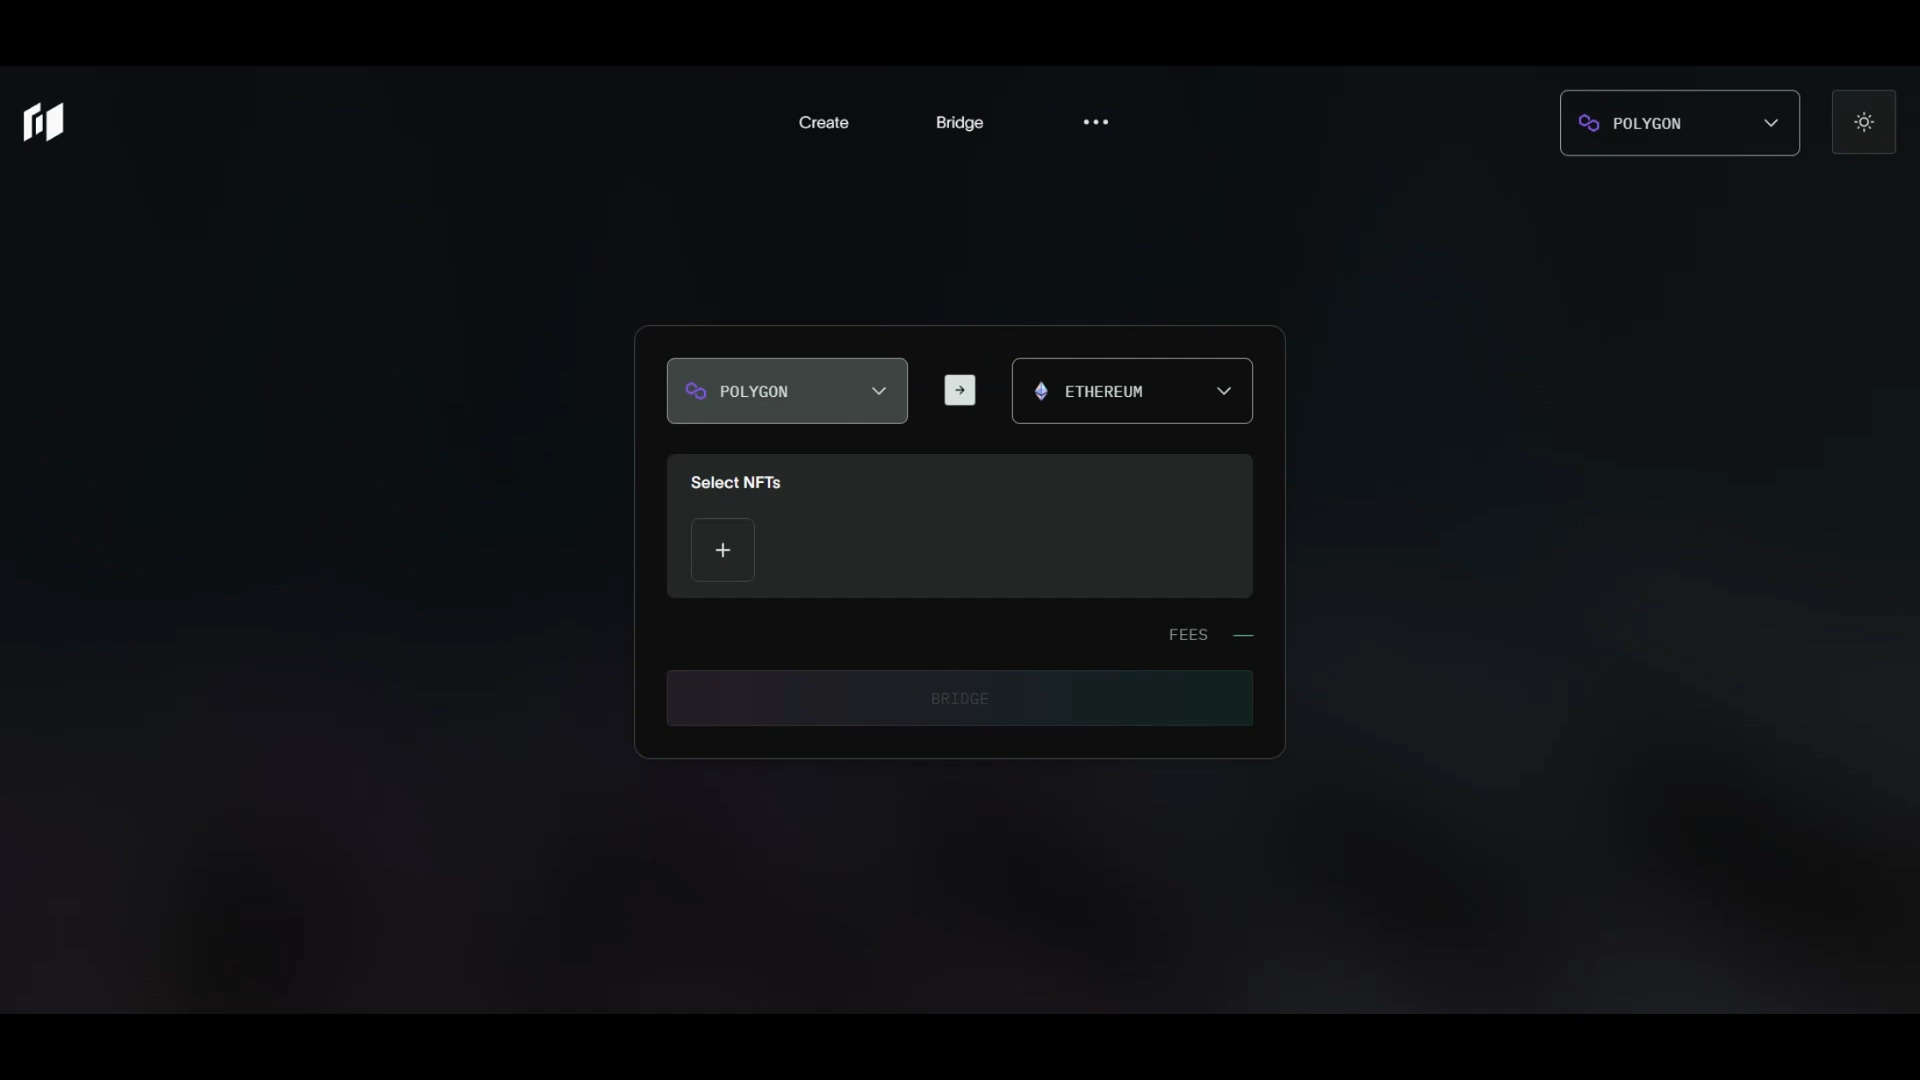 Create
Bridge
POLYGON
POLYGON
ETHEREUM
Select NFTs
FEES
BRIDGE